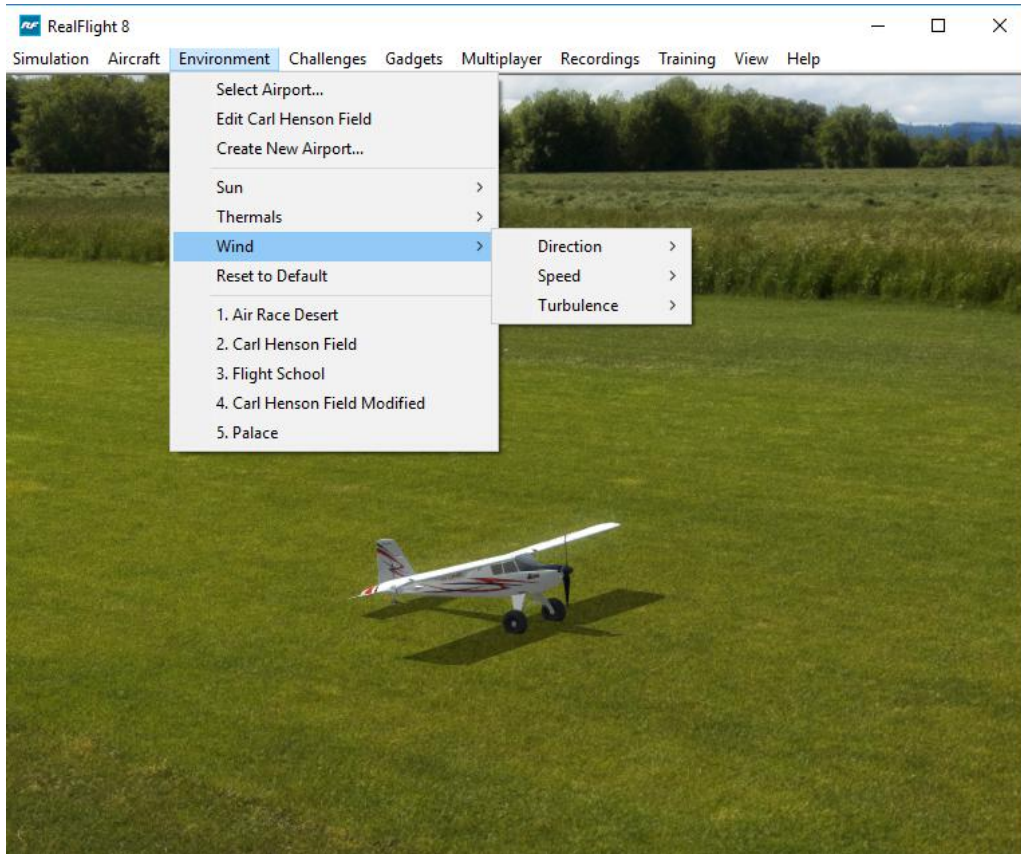 RF RealFlight 8
Simulation Aircraft Environment Challenges Gadgets Multiplayer Recordings Training View Help
Select Airport...
Edit Carl Henson Field
Create New Airport...
Sun
Thermals
Wind
Reset to Default
1. Air Race Desert
2. Carl Henson Field
3. Flight School
4. Carl Henson Field Modified
5. Palace
Direction
Speed
Turbulence